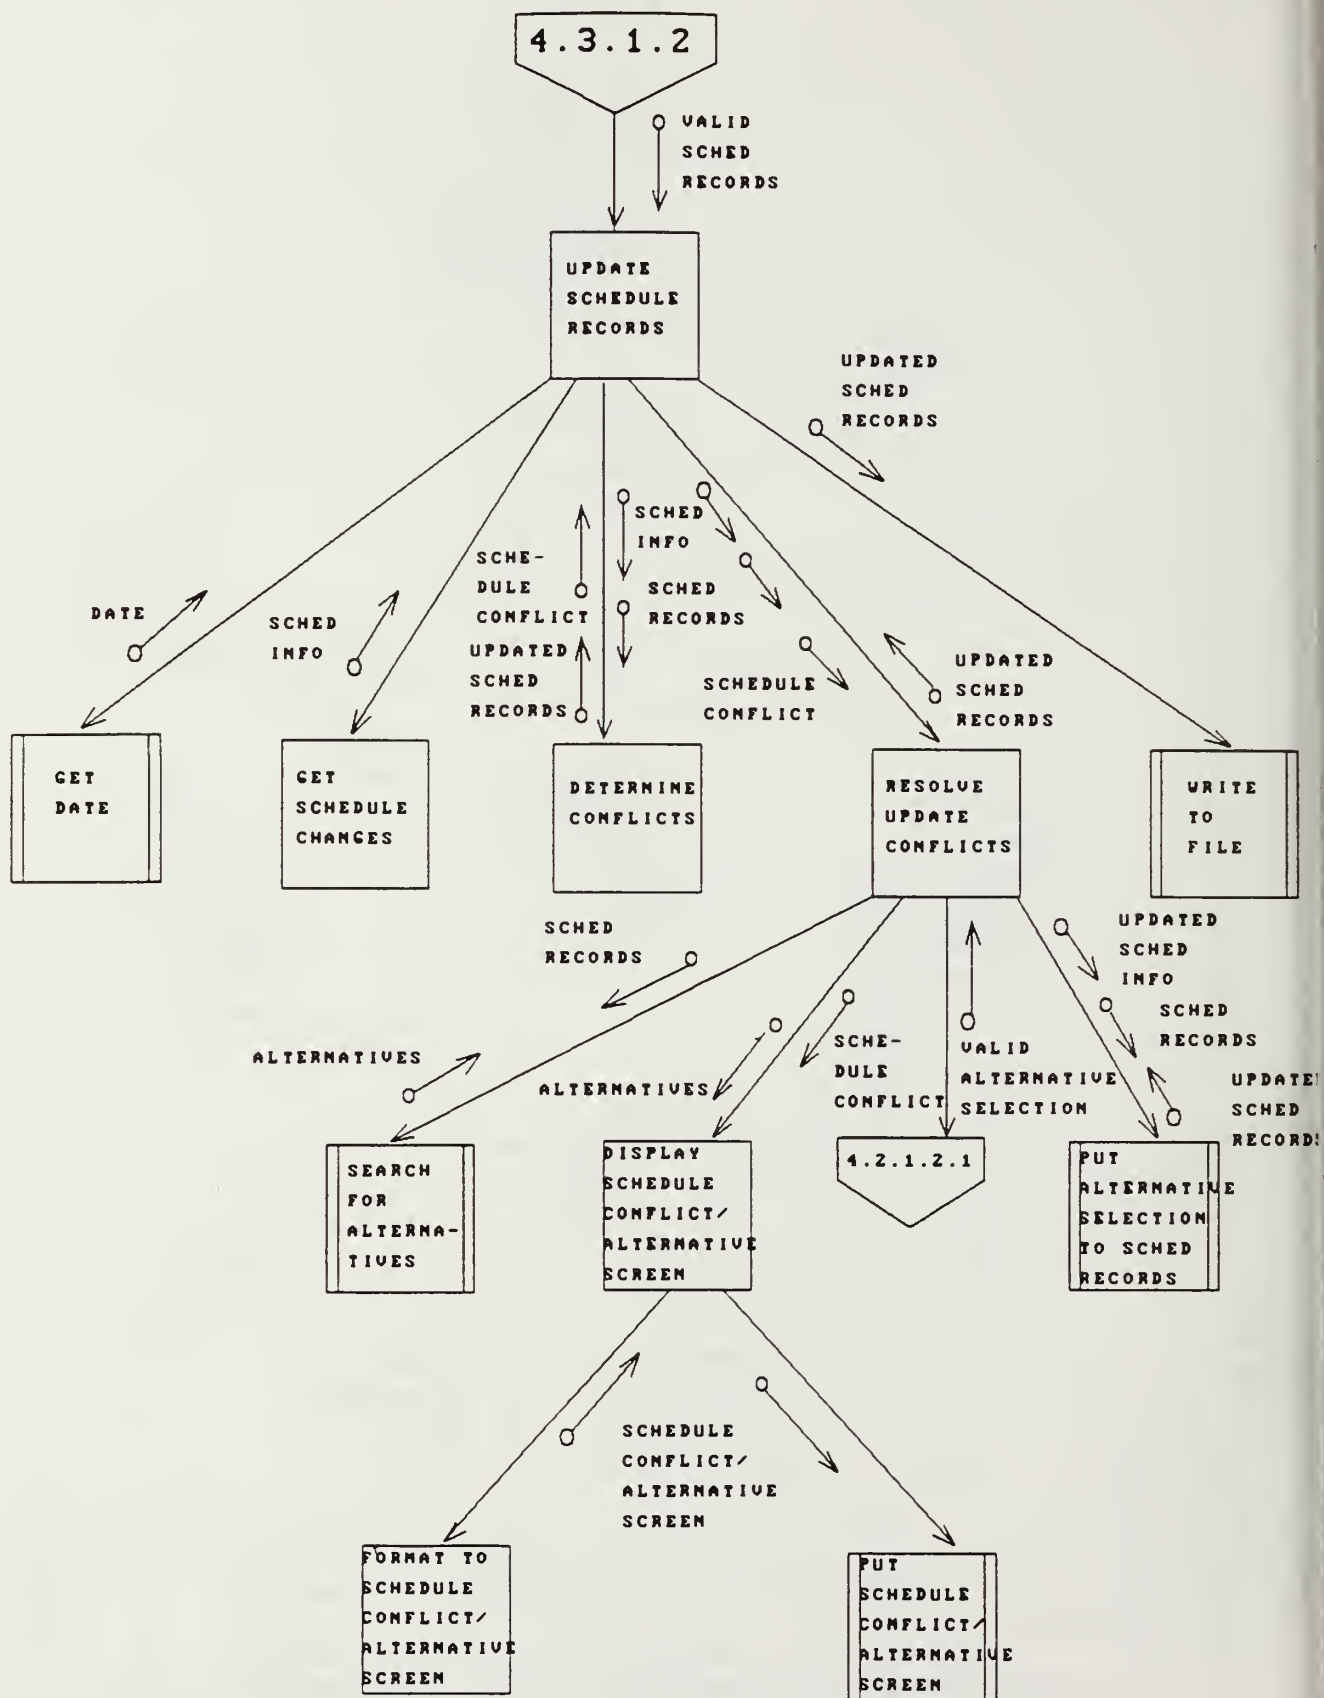 4.3.1.2
VALID
SCHED
RECORDS
UPDATE
SCHEDULE
RECORDS
UPDATED
SCHED
RECORDS
SCHED
INFO
SCHE-
DULE
CONFLICT
SCHED
RECORDS
DATE
SCHED
INFO
UPDATED
SCHED
RECORDS
SCHEDULE
CONFLICT
UPDATED
SCHED
RECORDS
GET
DATE
GET
SCHEDULE
CHANGES
DETERMINE
CONFLICTS
RESOLVE
UPDATE
CONFLICTS
WRITE
TO
FILE
SCHED
RECORDS
UPDATED
SCHED
INFO
SCHED
RECORDS
ALTERNATIVES
ALTERNATIVES
SCHE-
DULE
CONFLICT
VALID
ALTERNATIVE
SELECTION
UPDATE
SCHED
RECORDS
SEARCH
FOR
ALTERNA-
TIVES
DISPLAY
SCHEDULE
CONFLICT/
ALTERNATIVE
SCREEN
4.2.1.2.1
PUT
ALTERNATIVE
SELECTION
TO SCHED
RECORDS
SCHEDULE
CONFLICT/
ALTERNATIVE
SCREEN
FORMAT TO
SCHEDULE
CONFLICT/
ALTERNATIVE
SCREEN
PUT
SCHEDULE
CONFLICT/
ALTERNATIVE
SCREEN